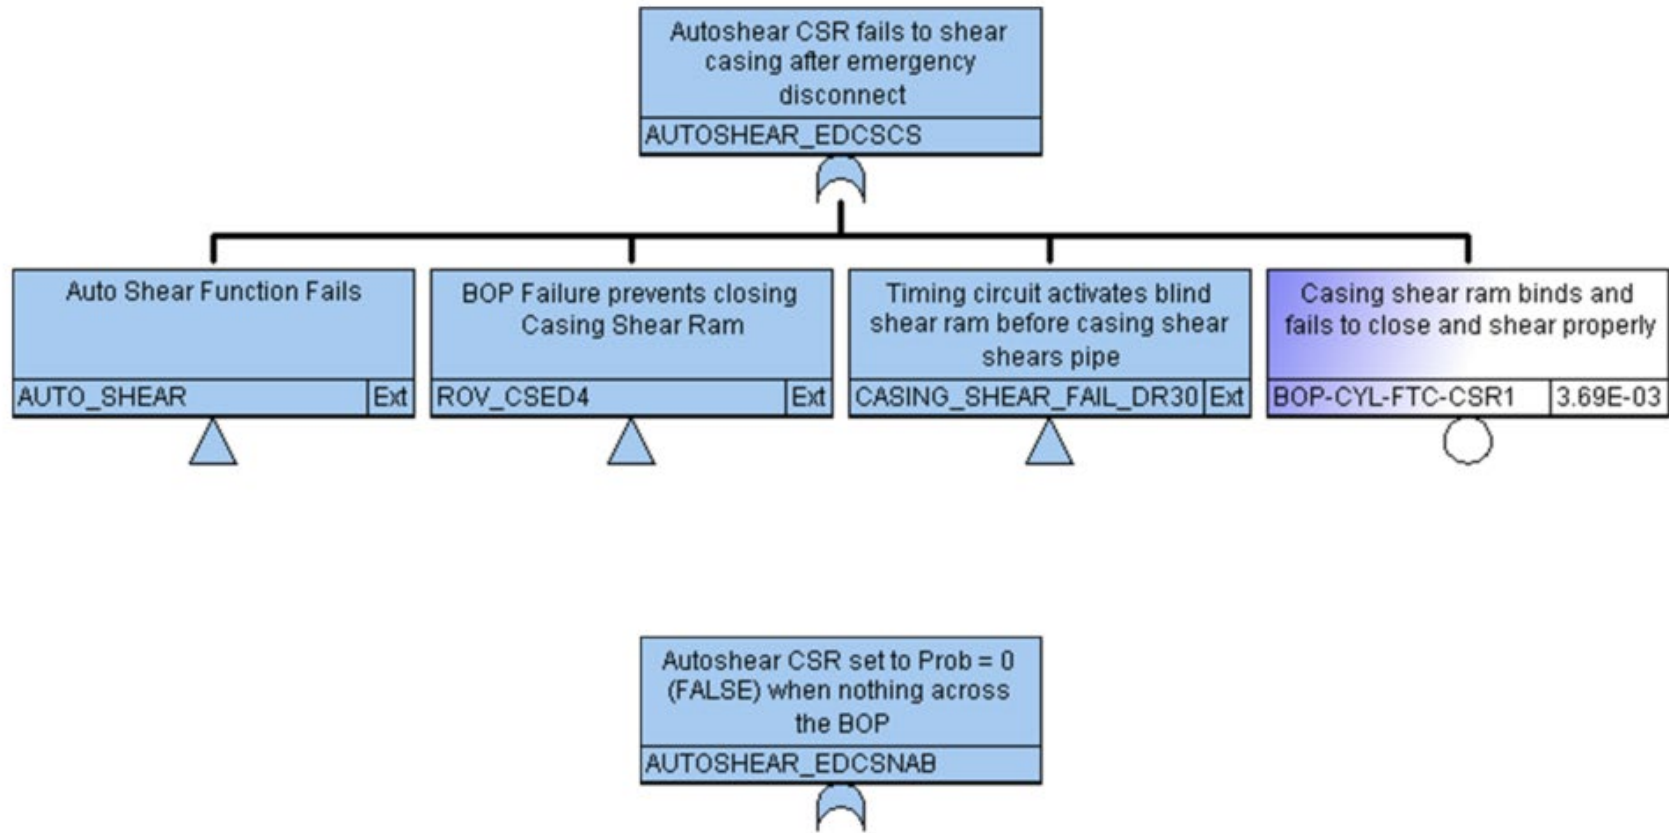 Autoshear CSR fails to shear
casing after emergency
disconnect
AUTOSHEAR_EDCSCS
Auto Shear Function Fails
AUTO_SHEAR Ext
BOP Failure prevents closing
Casing Shear Ram
ROV_CSED4 Ext
Timing circuit activates blind
shear ram before casing shear
shears pipe
CASING_SHEAR_FAIL_DR30 Ext
Casing shear ram binds and
fails to close and shear properly
BOP-CYL-FTC-CSR1 3.69E-03
Autoshear CSR set to Prob = 0
(FALSE) when nothing across
the BOP
AUTOSHEAR_EDCSNAB